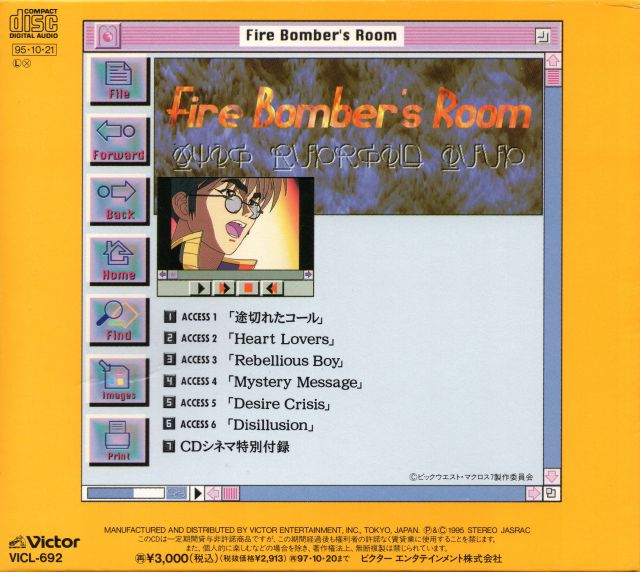 COMPACT
disc
DIGITAL AUDIO
95・10・21
Fire Bomber's Room
File
Forward
Back
Home
Find
Images
Print
Fire Bomber's Room
1 ACCESS 1 「途切れたコール」
2 ACCESS 2 「Heart Lovers」
3 ACCESS 3 「Rebellious Boy」
4 ACCESS 4 「Mystery Message」
5 ACCESS 5 「Desire Crisis」
6 ACCESS 6 「Disillusion」
7 CDシネマ特別付録
©ビックウエスト・マクロス7製作委員会
MANUFACTURED AND DISTRIBUTED BY VICTOR ENTERTAINMENT, INC., TOKYO, JAPAN. Ⓟ&© 1995 STEREO JASRAC
このCDは一定期間貸与非許諾商品ですが、この期間経過後も権利者の許諾なく賃貸業に使用することを禁じます。
また、個人的に楽しむなどの場合を除き、著作権法上、無断複製は禁じられています。
Victor
VICL-692
㋫¥3,000(税込)(税抜価格¥2,913)㋫97・10・20まで ビクター エンタテインメント株式会社